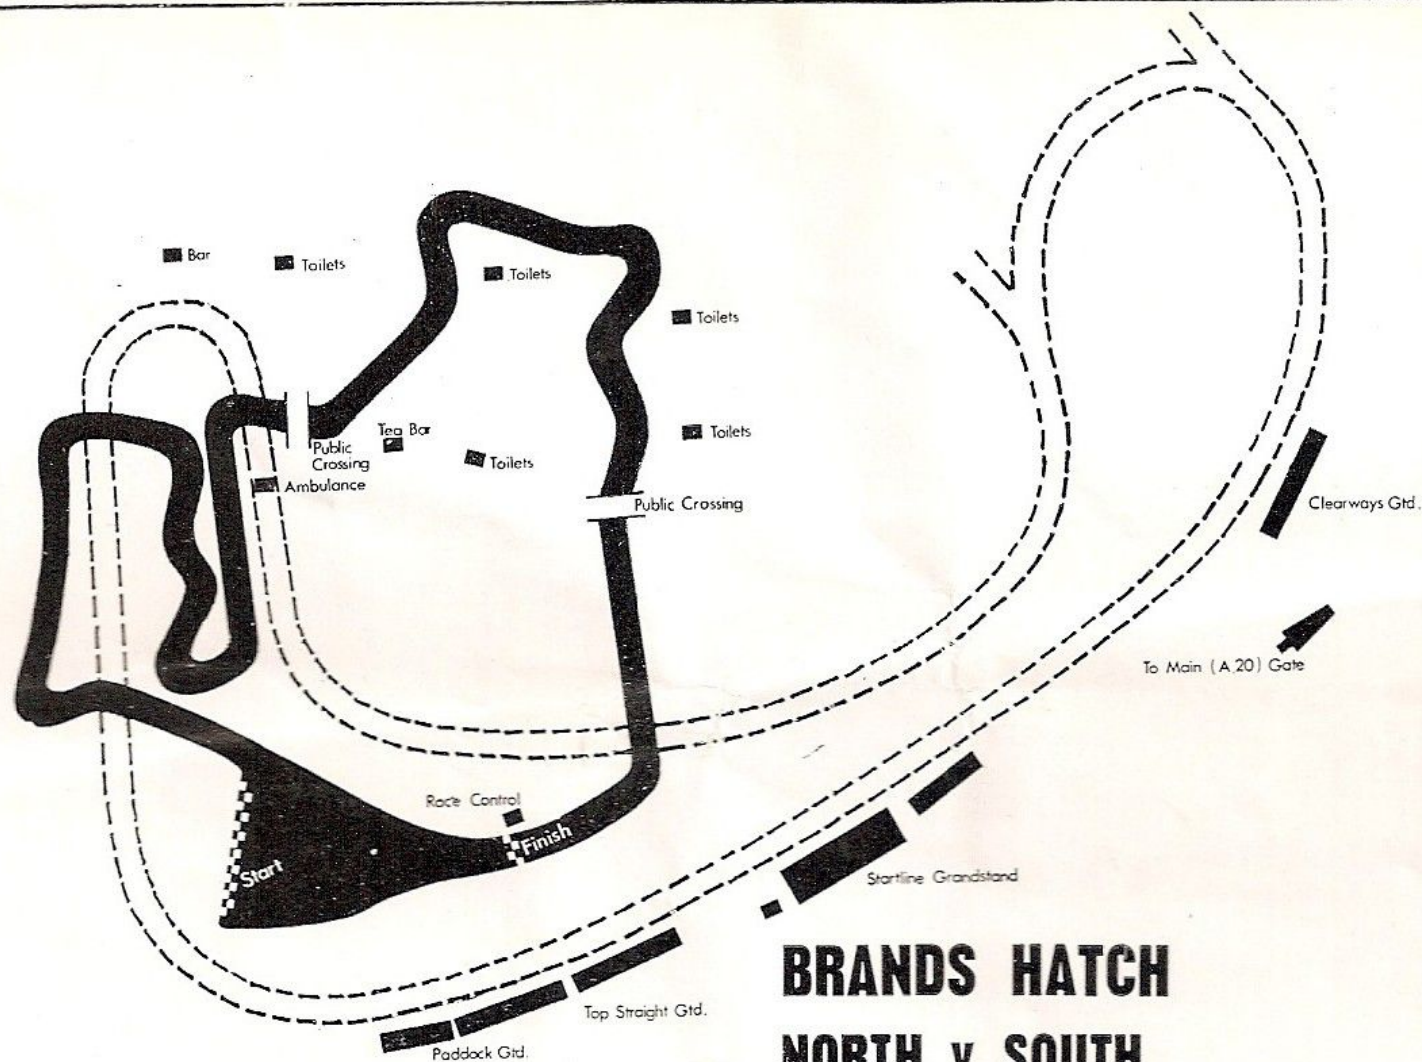 Bar
Toilets
Toilets
Toilets
Tea Bar
Toilets
Public
Crossing
Toilets
Ambulance
Public Crossing
Clearways Gtd.
To Main (A.20) Gate
Race Control
Finish
Start
Startline Grandstand
BRANDS HATCH
Top Straight Gtd.
NORTH v SOUTH
Paddock Gtd.